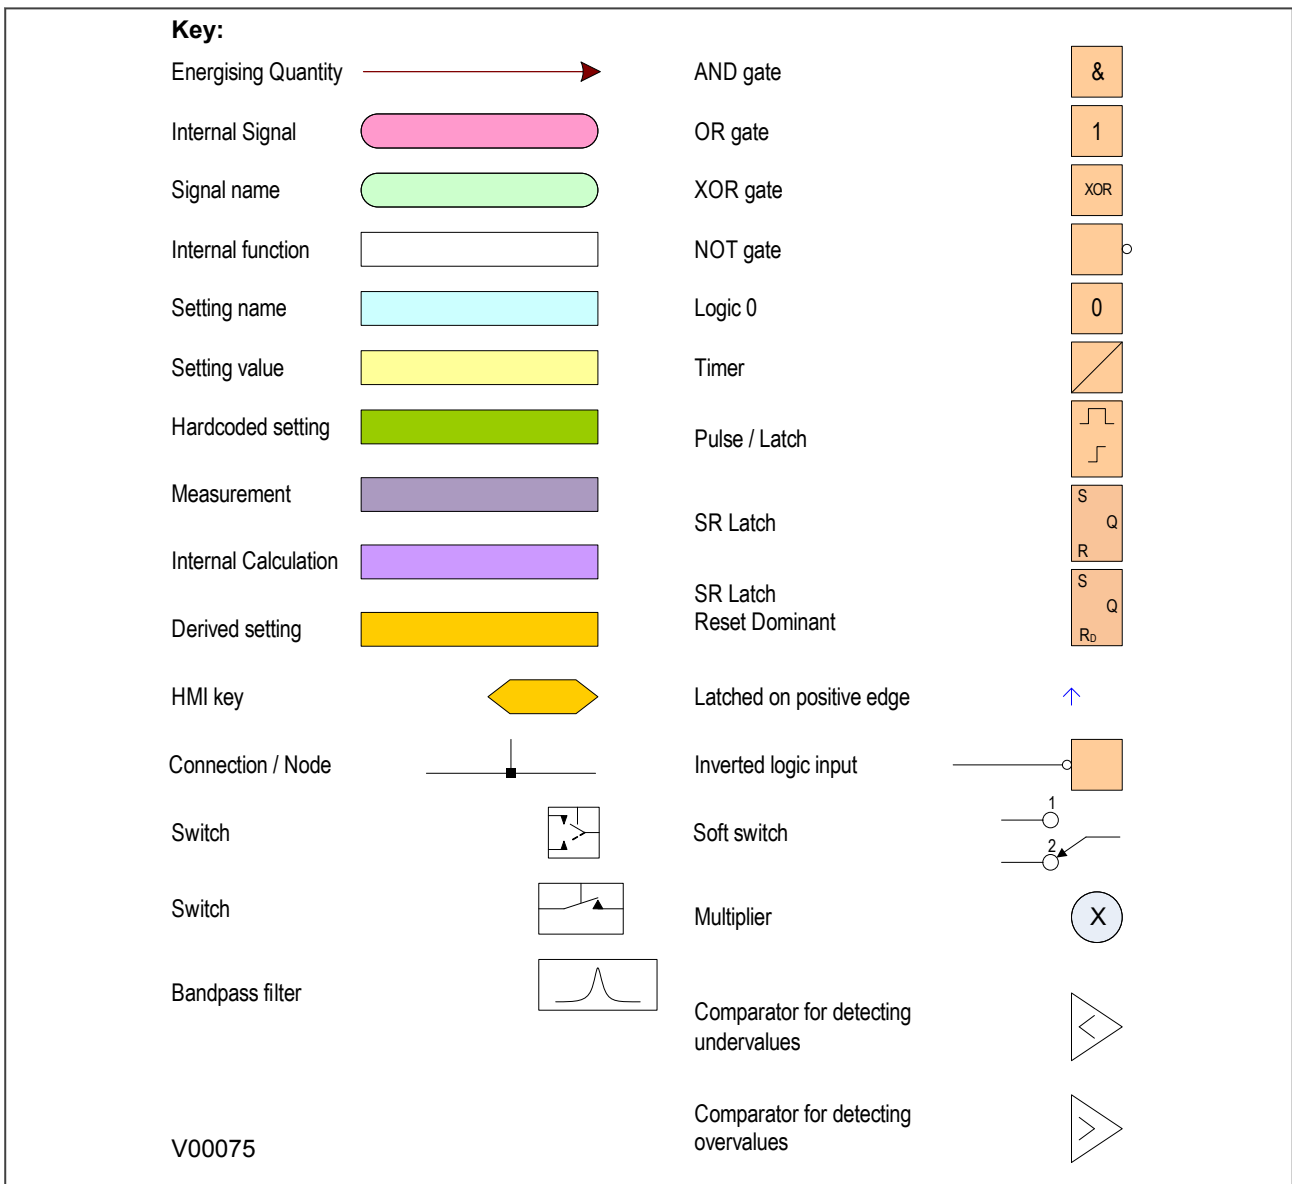 Key:
Energising Quantity
Internal Signal
Signal name
Internal function
Setting name
Setting value
Hardcoded setting
Measurement
Internal Calculation
Derived setting
HMI key
Connection / Node
Switch
Switch
Bandpass filter
V00075
AND gate
&
OR gate
1
XOR gate
XOR
NOT gate
Logic 0
0
Timer
Pulse / Latch
SR Latch
S
Q
R
SR Latch
Reset Dominant
S
Q
RD
Latched on positive edge
Inverted logic input
Soft switch
1
2
Multiplier
X
Comparator for detecting
undervalues
<
Comparator for detecting
overvalues
>